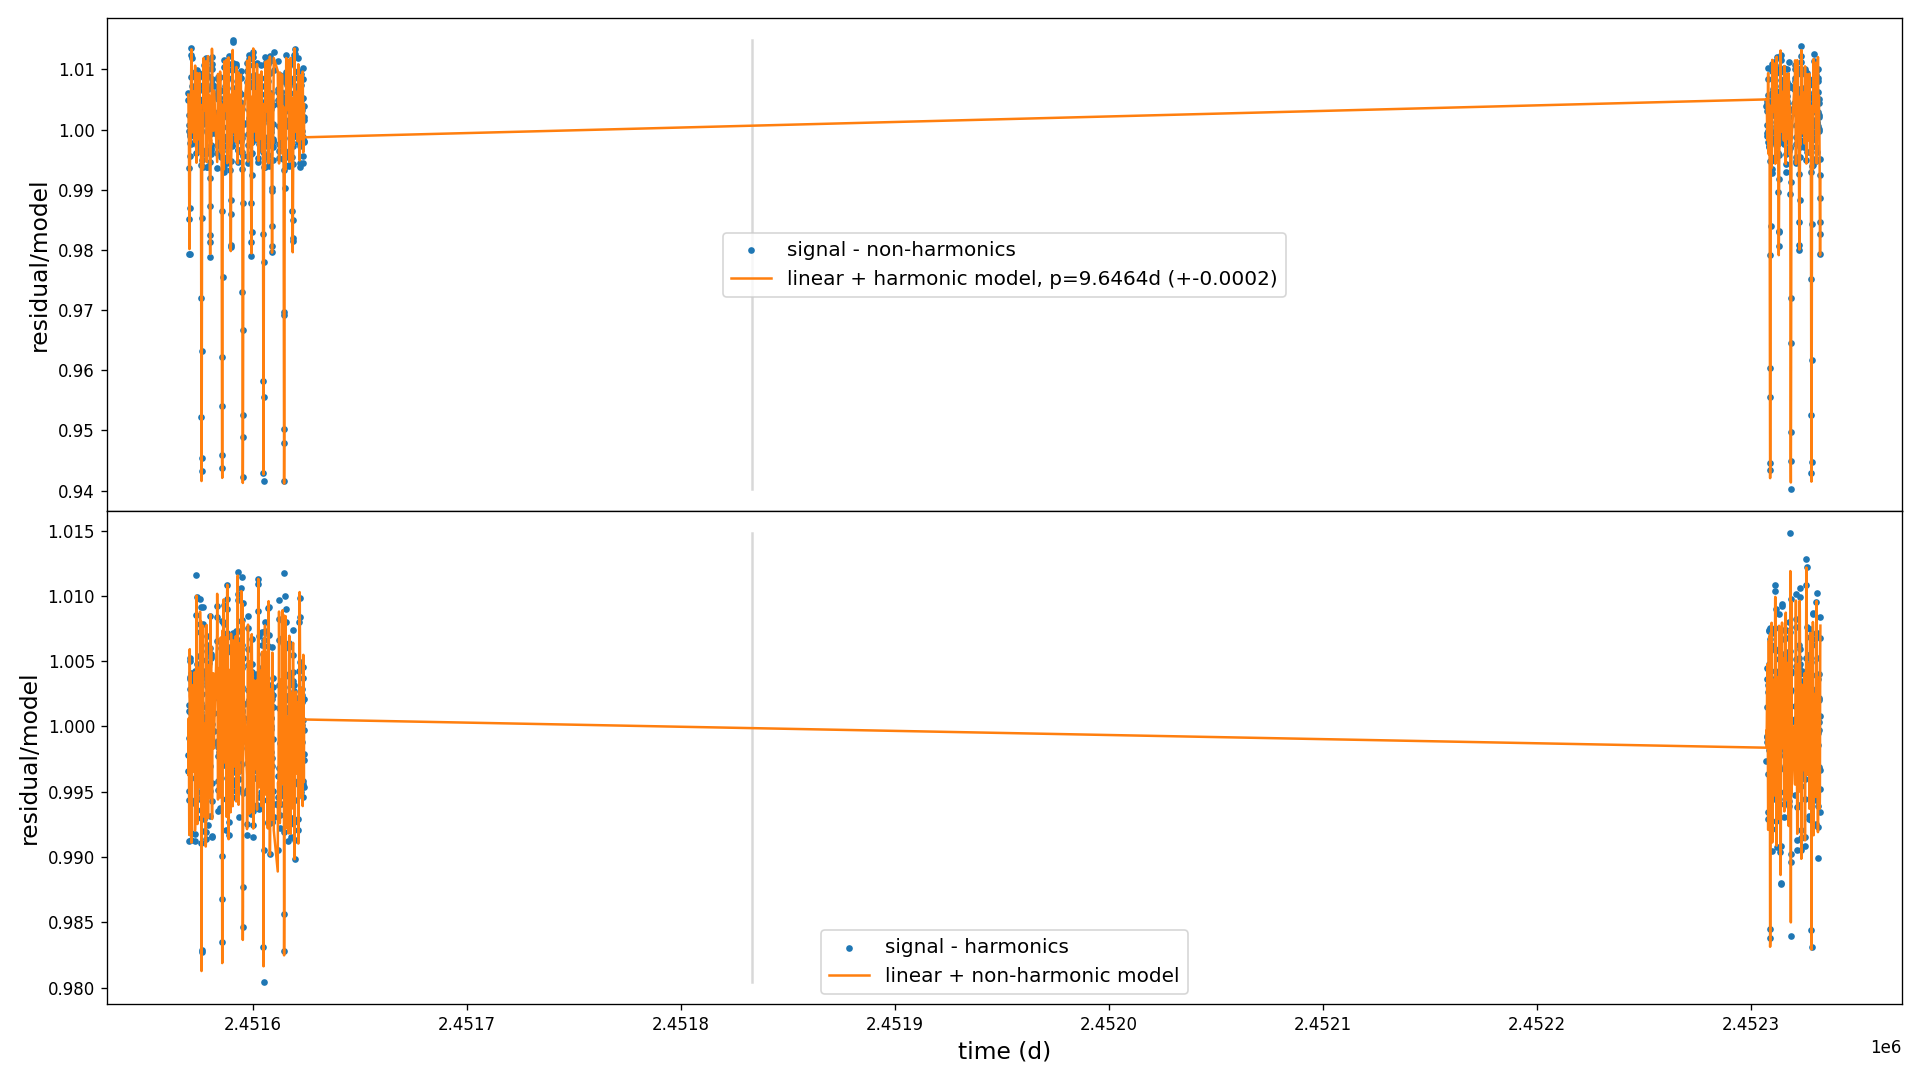 1.01
1.00
0.99
0.98
0.97
0.96
0.95
0.94
residual/model
signal - non-harmonics
linear + harmonic model, p=9.6464d (+-0.0002)
1.015
1.010
1.005
1.000
0.995
0.990
0.985
0.980
residual/model
signal - harmonics
linear + non-harmonic model
2.4516 2.4517 2.4518 2.4519 2.4520 2.4521 2.4522 2.4523
1e6
time (d)